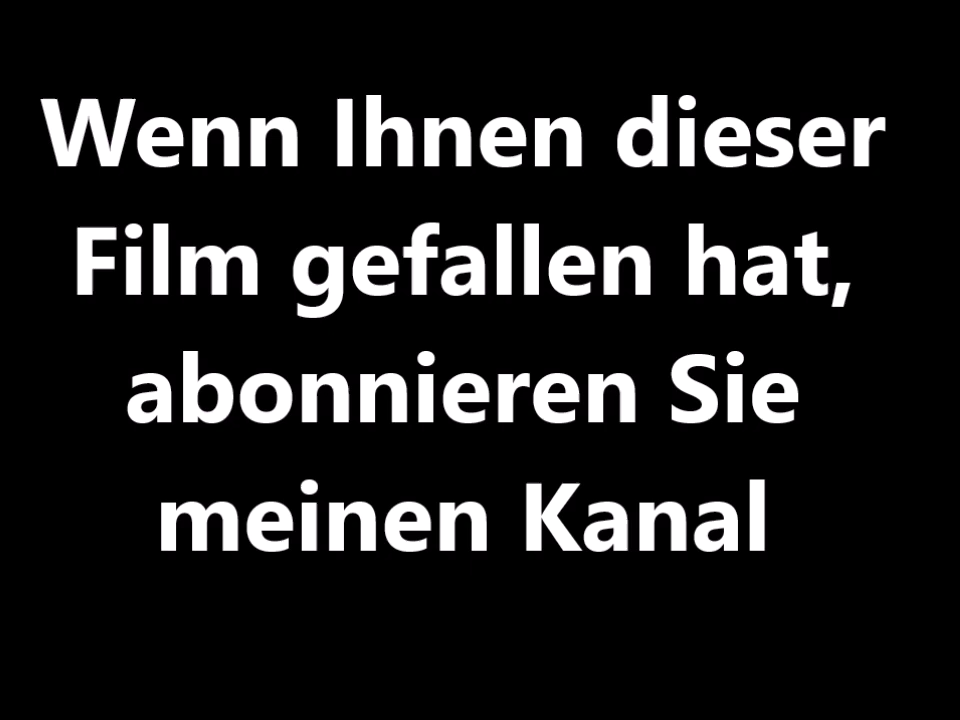 Wenn Ihnen dieser
Film gefallen hat,
abonnieren Sie
meinen Kanal